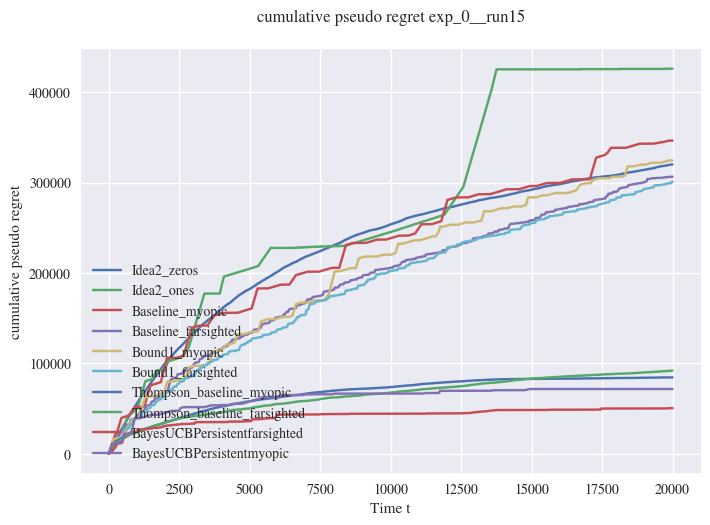 cumulative pseudo regret exp_0__run15
cumulative pseudo regret
400000
300000
200000
100000
0
Idea2_zeros
Idea2_ones
Baseline_myopic
Baseline_farsighted
Bound1_myopic
Bound1_farsighted
Thompson_baseline_myopic
Thompson_baseline_farsighted
BayesUCBPersistentfarsighted
BayesUCBPersistentmyopic
0 2500 5000 7500 10000 12500 15000 17500 20000
Time t